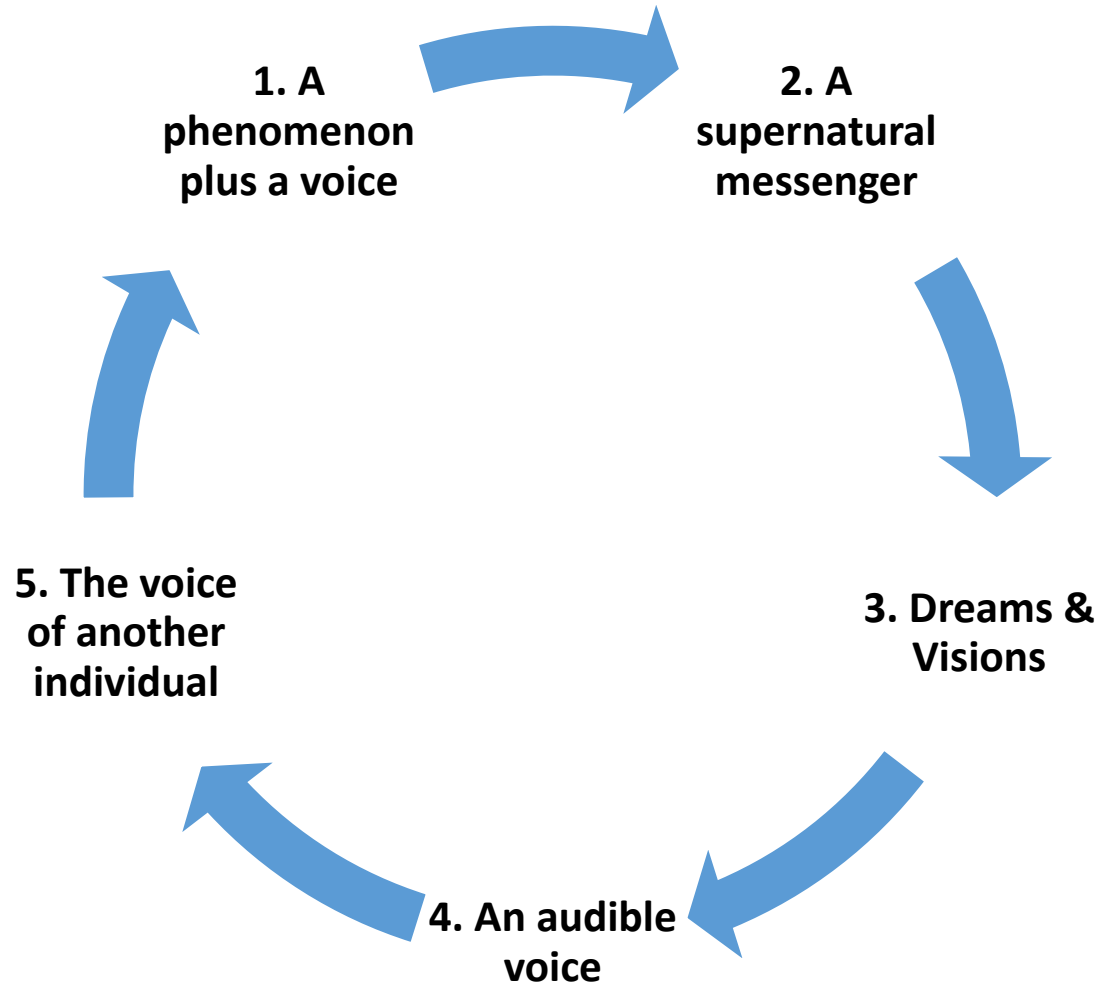 1. A
phenomenon
plus a voice
2. A
supernatural
messenger
3. Dreams &
Visions
4. An audible
voice
5. The voice
of another
individual